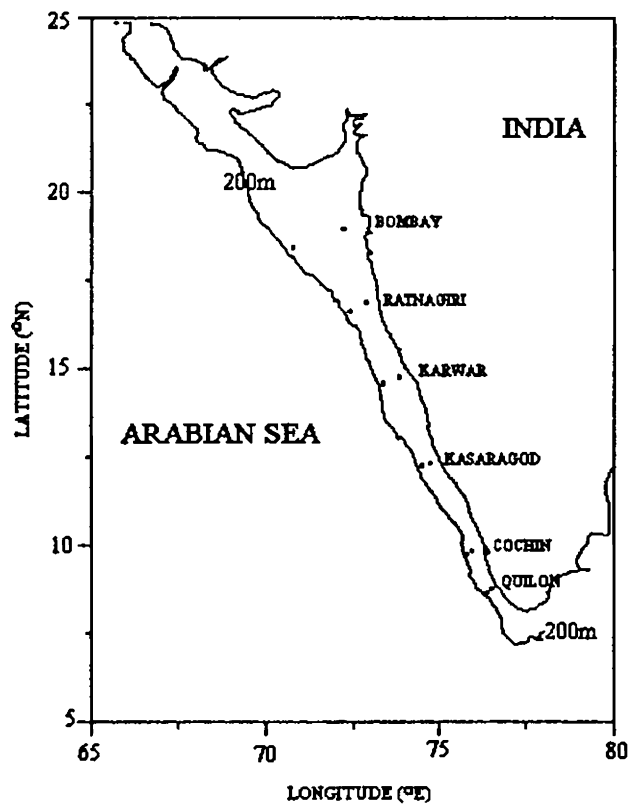 25
INDIA
200m
20
BOMBAY
RATNAGIRI
LATITUDE (°N)
15
KARWAR
ARABIAN SEA
KASARAGOD
10
COCHIN
QUILON
200m
5
65
70
75
80
LONGITUDE (°E)